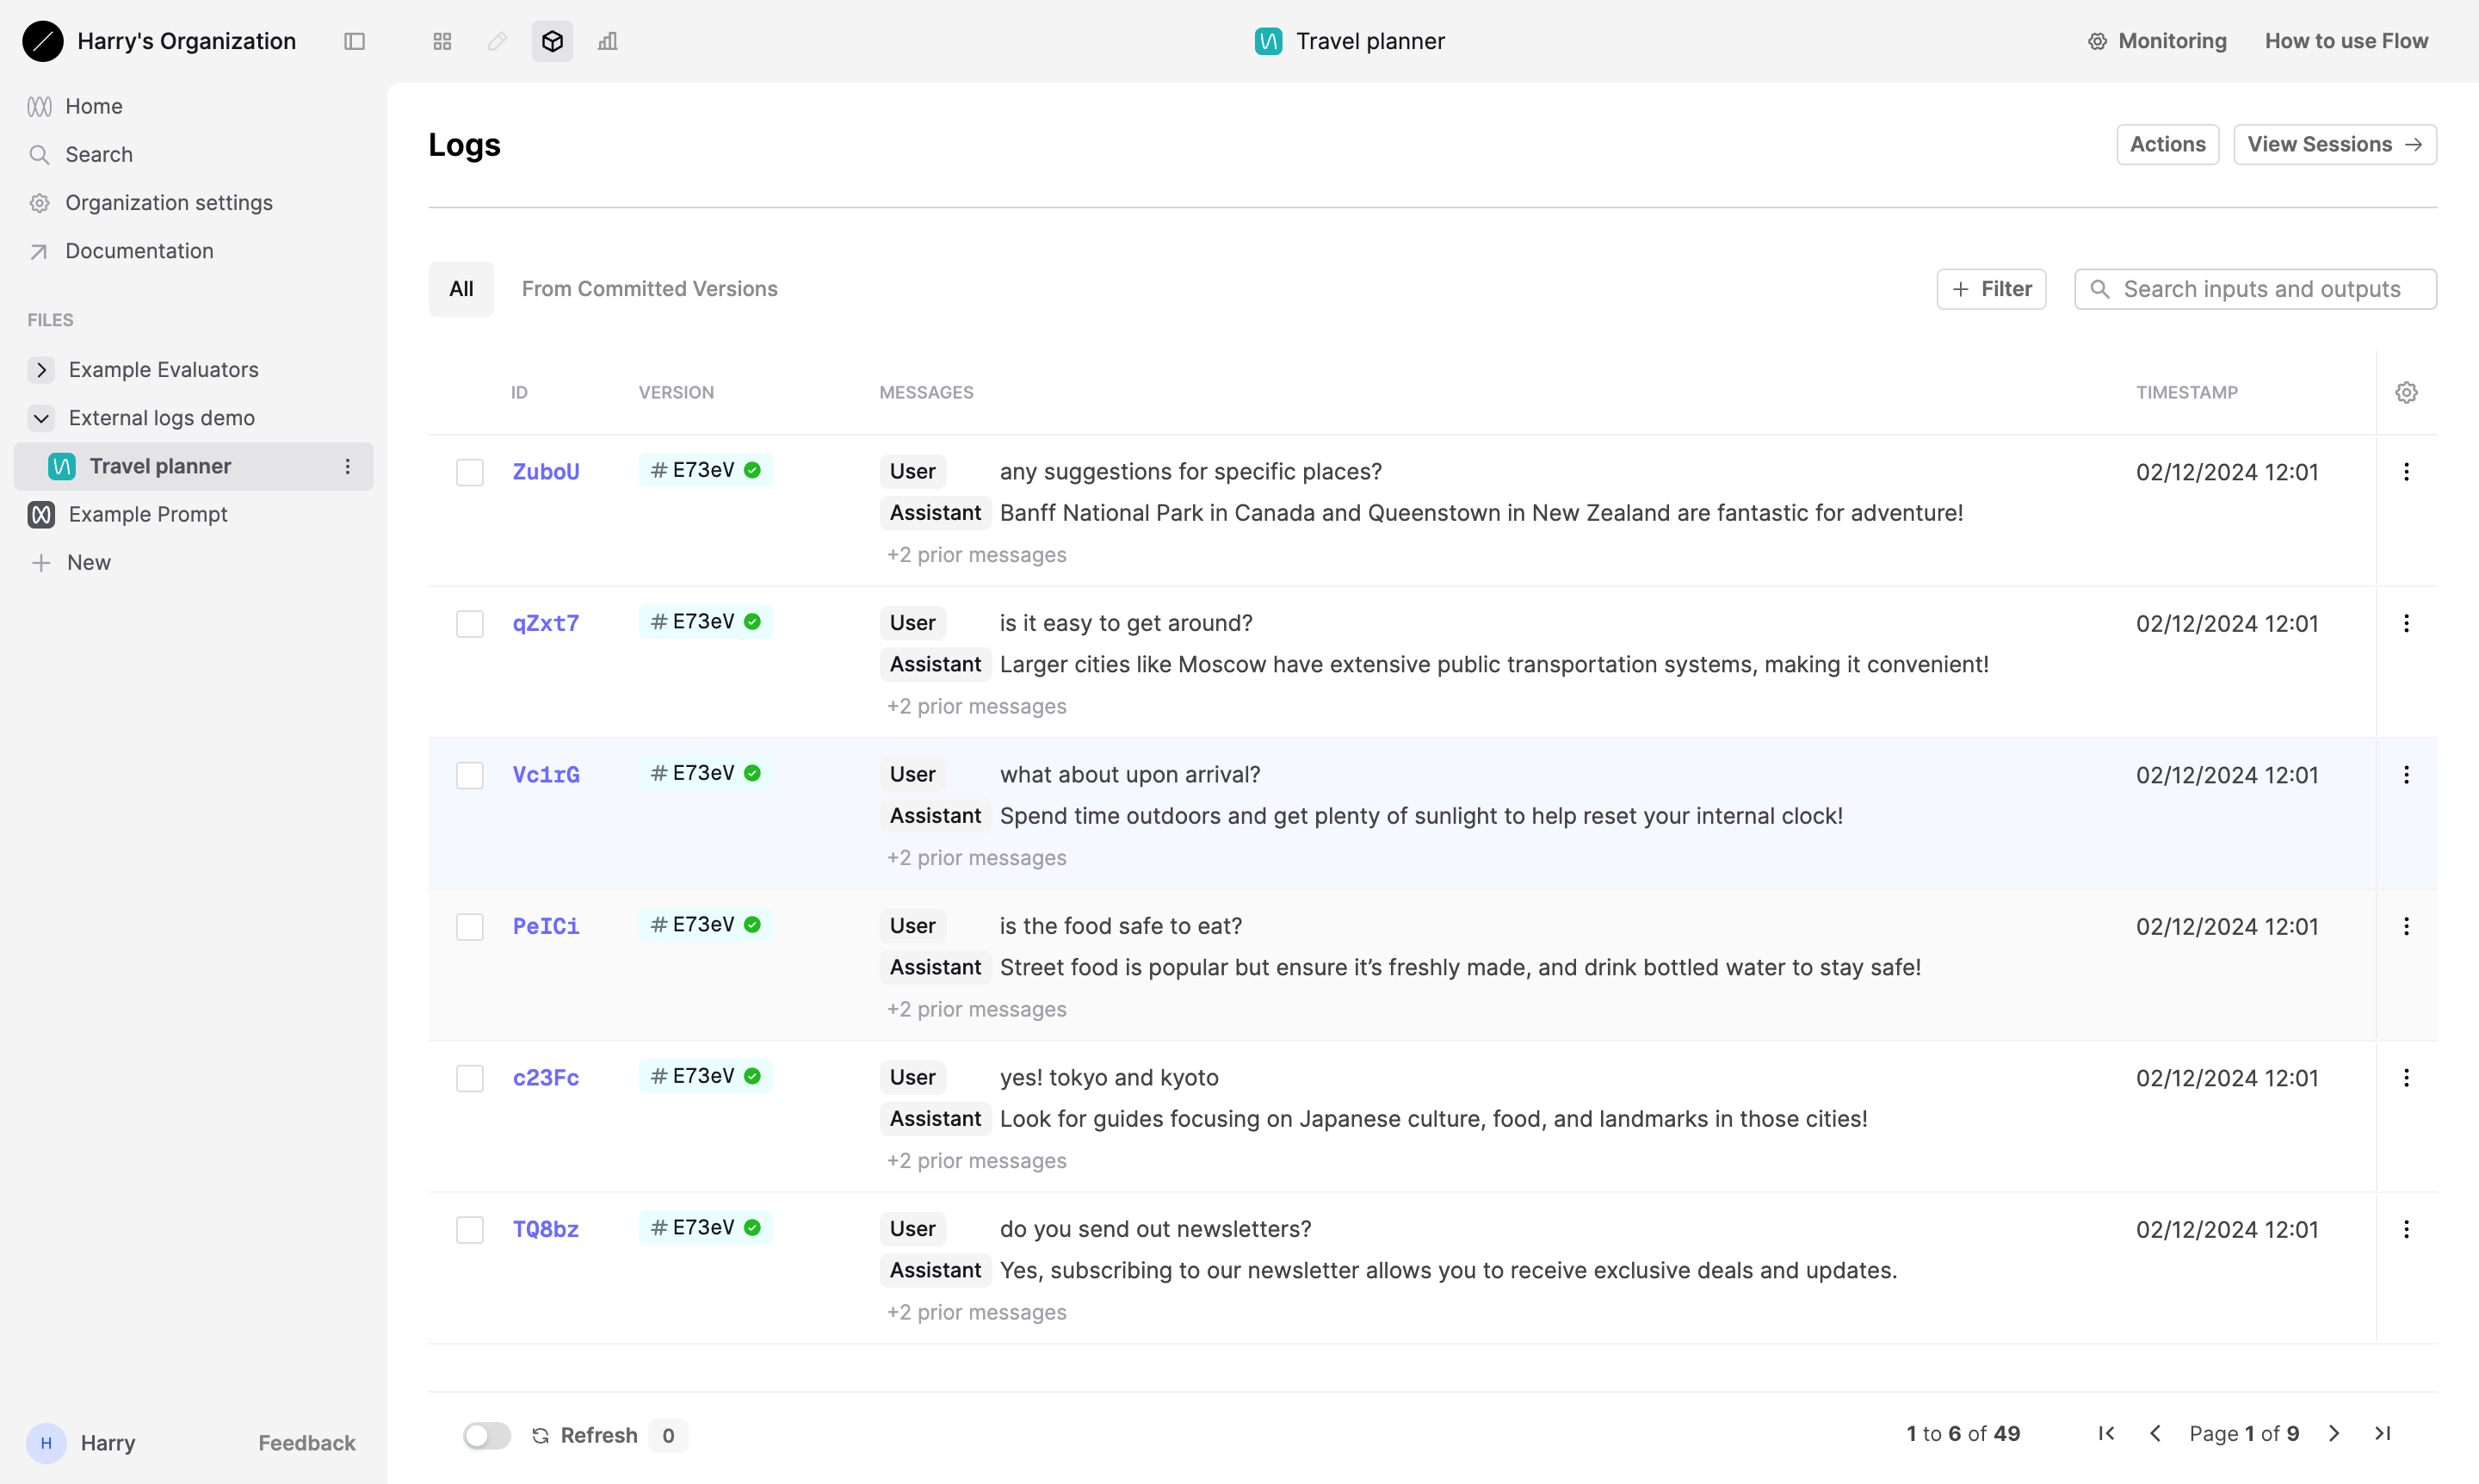 Harry's Organization
Travel planner
Monitoring
How to use Flow
Home
Search
Organization settings
Documentation
FILES
Example Evaluators
External logs demo
Travel planner
Example Prompt
New
Logs
Actions
View Sessions
All
From Committed Versions
Filter
Search inputs and outputs
ID VERSION MESSAGES TIMESTAMP
ZuboU # E73eV User any suggestions for specific places? 02/12/2024 12:01
Assistant Banff National Park in Canada and Queenstown in New Zealand are fantastic for adventure!
+2 prior messages
qZxt7 # E73eV User is it easy to get around? 02/12/2024 12:01
Assistant Larger cities like Moscow have extensive public transportation systems, making it convenient!
+2 prior messages
Vc1rG # E73eV User what about upon arrival? 02/12/2024 12:01
Assistant Spend time outdoors and get plenty of sunlight to help reset your internal clock!
+2 prior messages
PeICi # E73eV User is the food safe to eat? 02/12/2024 12:01
Assistant Street food is popular but ensure it’s freshly made, and drink bottled water to stay safe!
+2 prior messages
c23Fc # E73eV User yes! tokyo and kyoto 02/12/2024 12:01
Assistant Look for guides focusing on Japanese culture, food, and landmarks in those cities!
+2 prior messages
TQ8bz # E73eV User do you send out newsletters? 02/12/2024 12:01
Assistant Yes, subscribing to our newsletter allows you to receive exclusive deals and updates.
+2 prior messages
Refresh 0
1 to 6 of 49
Page 1 of 9
H Harry
Feedback